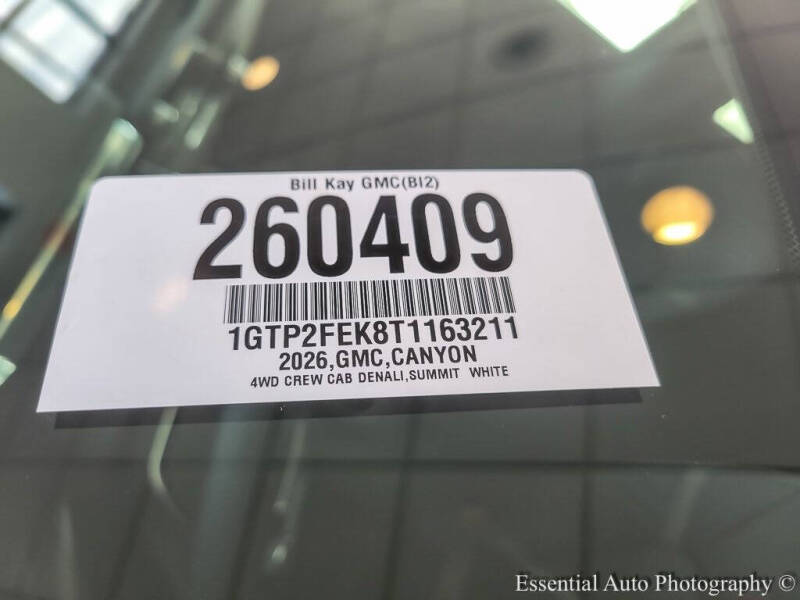 Bill Kay GMC(BI2)
260409
1GTP2FEK8T1163211
2026,GMC,CANYON
4WD CREW CAB DENALI,SUMMIT WHITE
Essential Auto Photography ©